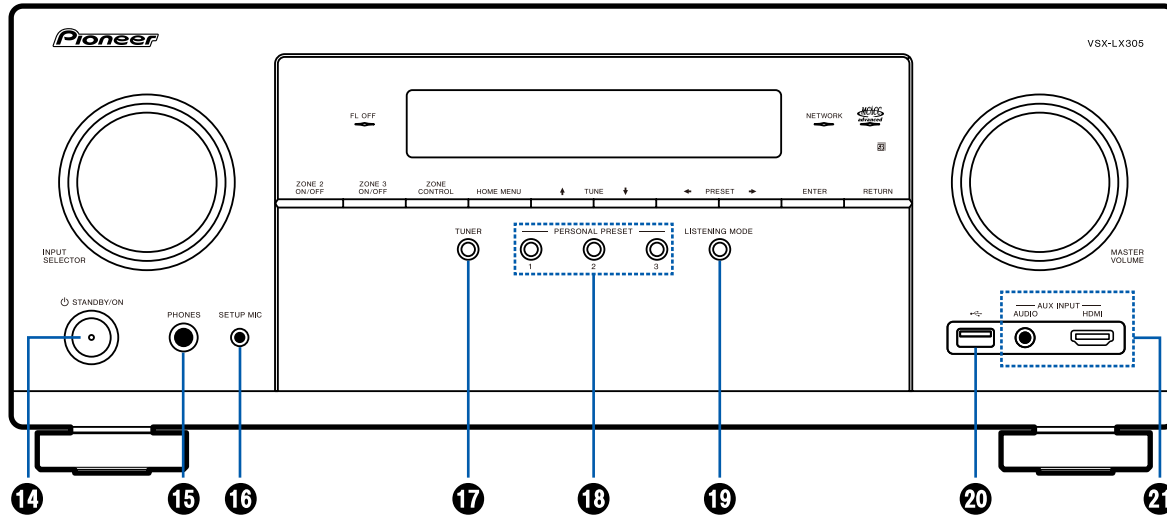 Pioneer
VSX-LX305
FL OFF
NETWORK
MCACC
advanced
ZONE 2
ON/OFF
ZONE 3
ON/OFF
ZONE
CONTROL
HOME MENU
TUNE
PRESET
ENTER
RETURN
INPUT
SELECTOR
TUNER
PERSONAL PRESET
1
2
3
LISTENING MODE
MASTER
VOLUME
STANDBY/ON
PHONES
SETUP MIC
AUX INPUT
AUDIO
HDMI
14
15
16
17
18
19
20
21